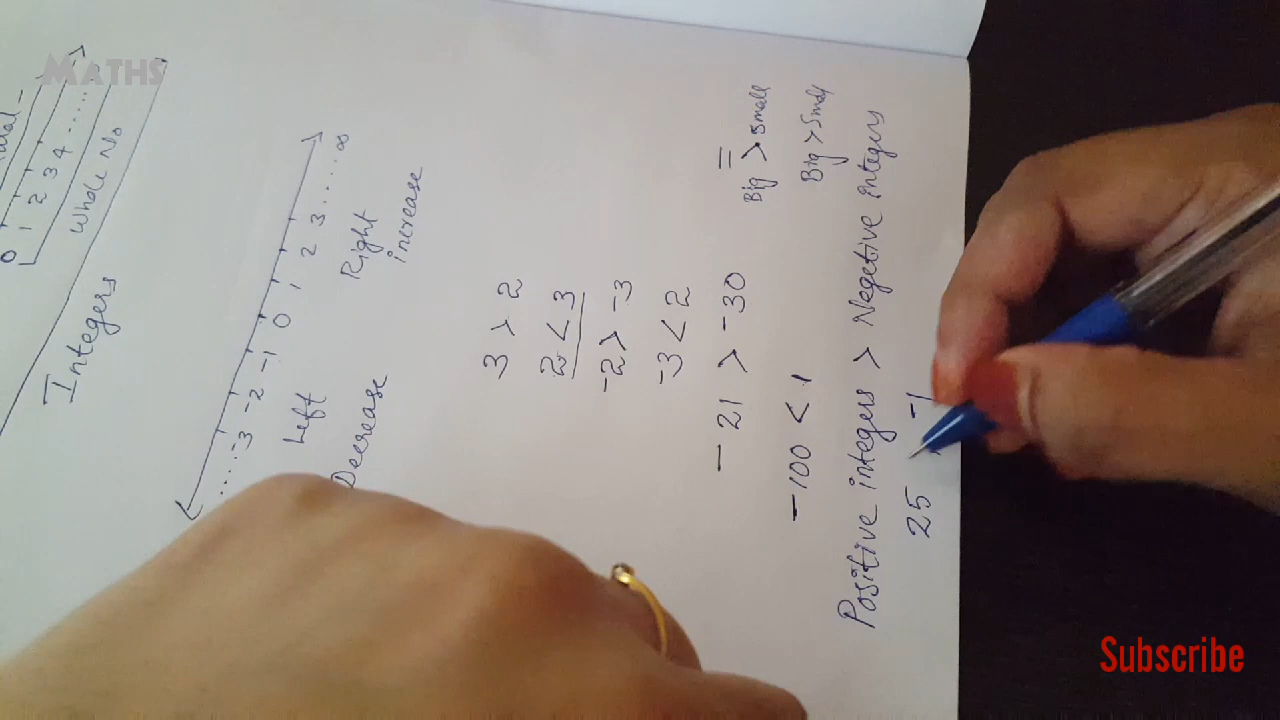 MATHS
0 1 2 3 4 .....
Whole No
Integers
.... -3 -2 -1 0 1 2 3 ..... ∞
Left Right
Decrease increase
3 > 2
2 < 3
-2 > -3
-3 < 2
- 21 > -30
Big > small
-100 < 1
Big > Small
Positive integers > Negetive integers
25 -1
Subscribe